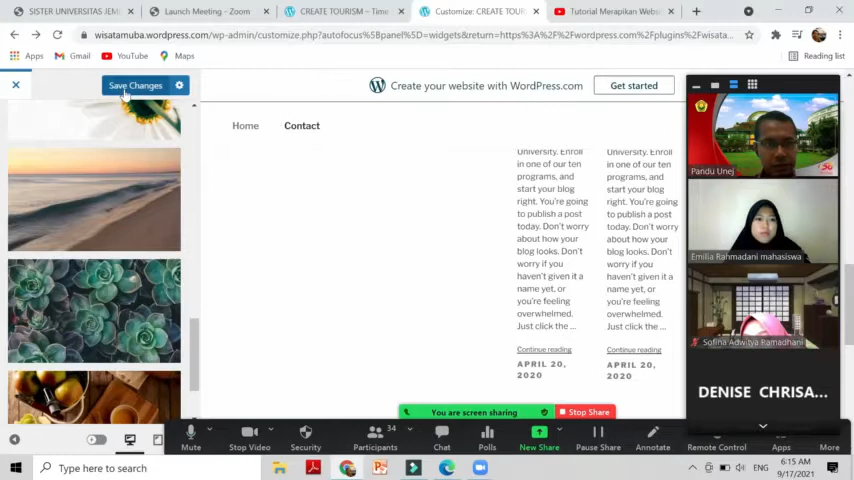 SISTER UNIVERSITAS JEM
Launch Meeting - Zoom
CREATE TOURISM – Time
Customize: CREATE TOUR
Tutorial Merapikan Webs
wisatamuba.wordpress.com/wp-admin/customize.php?autofocus%5Bpanel%5D=widgets&return=https%3A%2F%2Fwordpress.com%2Fplugins%2Fwisata...
Apps
Gmail
YouTube
Maps
Reading list
Save Changes
Create your website with WordPress.com
Get started
Home
Contact
University. Enroll
in one of our ten
programs, and
start your blog
right. You're going
to publish a post
today. Don't worry
about how your
blog looks. Don't
worry if you
haven't given it a
name yet, or
you're feeling
overwhelmed.
Just click the ...
Continue reading
APRIL 20,
2020
University. Enroll
in one of our ten
programs, and
start your blog
right. You're going
to publish a post
today. Don't worry
about how your
blog looks. Don't
worry if you
haven't given it a
name yet, or
you're feeling
overwhelmed.
Just click the ...
Continue reading
APRIL 20,
2020
Pandu Unej
Emilia Rahmadani mahasiswa
Sofina Adwitya Ramadhani
DENISE CHRISA...
You are screen sharing
Stop Share
Mute
Stop Video
Security
Participants
34
Chat
Polls
New Share
Pause Share
Annotate
Remote Control
Apps
More
Type here to search
ENG
6:15 AM
9/17/2021